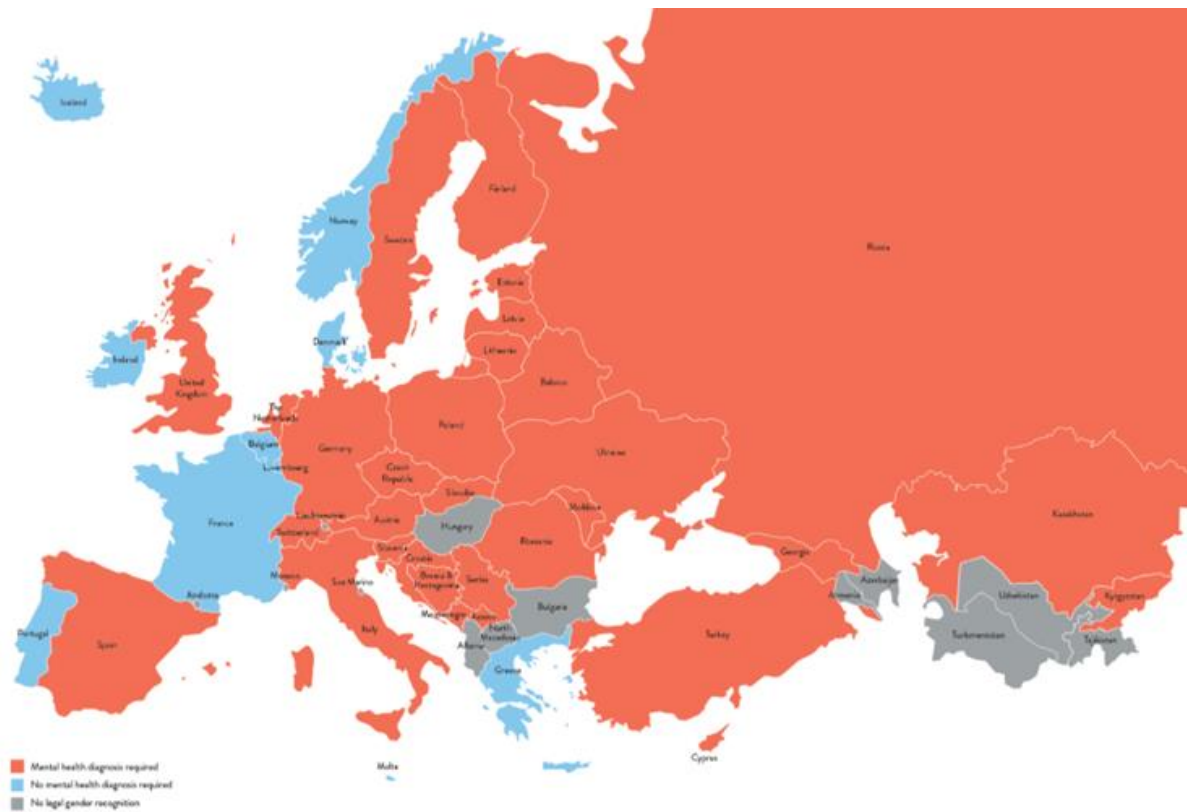 Iceland
Norway
Sweden
Finland
Russia
Estonia
Latvia
Lithuania
Denmark
Ireland
United
Kingdom
The
Netherlands
Belarus
Poland
Belgium
Germany
Luxembourg
Ukraine
Czech
Republic
Slovakia
Moldova
Kazakhstan
Liechtenstein
Austria
France
Switzerland
Hungary
Romania
Slovenia
Croatia
Georgia
Monaco
San Marino
Bosnia &
Herzegovina
Serbia
Azerbaijan
Armenia
Uzbekistan
Kyrgyzstan
Andorra
Bulgaria
Montenegro
Kosovo
Portugal
Spain
Italy
North
Macedonia
Turkey
Turkmenistan
Tajikistan
Albania
Greece
Malta
Cyprus
Mental health diagnosis required
No mental health diagnosis required
No legal gender recognition